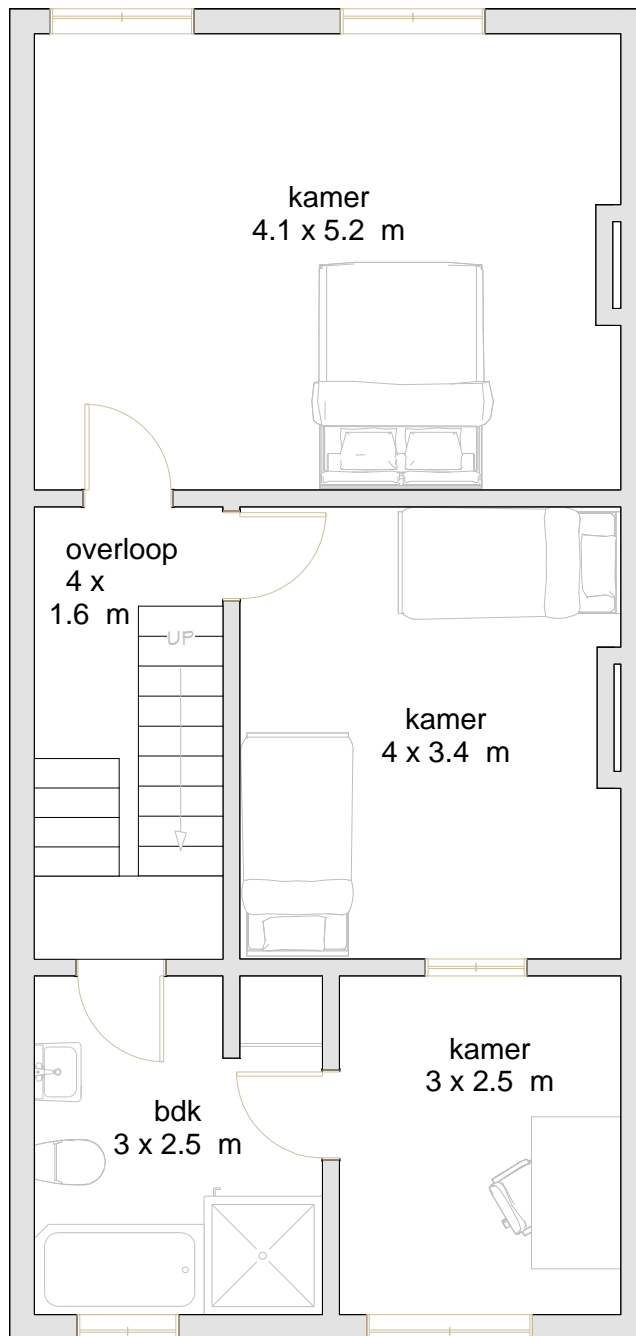 kamer
4.1 x 5.2 m
overloop
4 x
1.6 m
UP
kamer
4 x 3.4 m
kamer
3 x 2.5 m
bdk
3 x 2.5 m